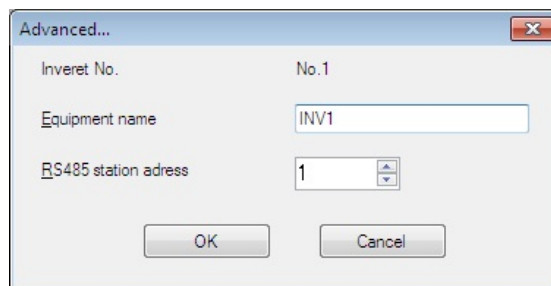 Advanced...
Inveret No. No.1
Equipment name INV1
RS485 station adress 1
OK Cancel